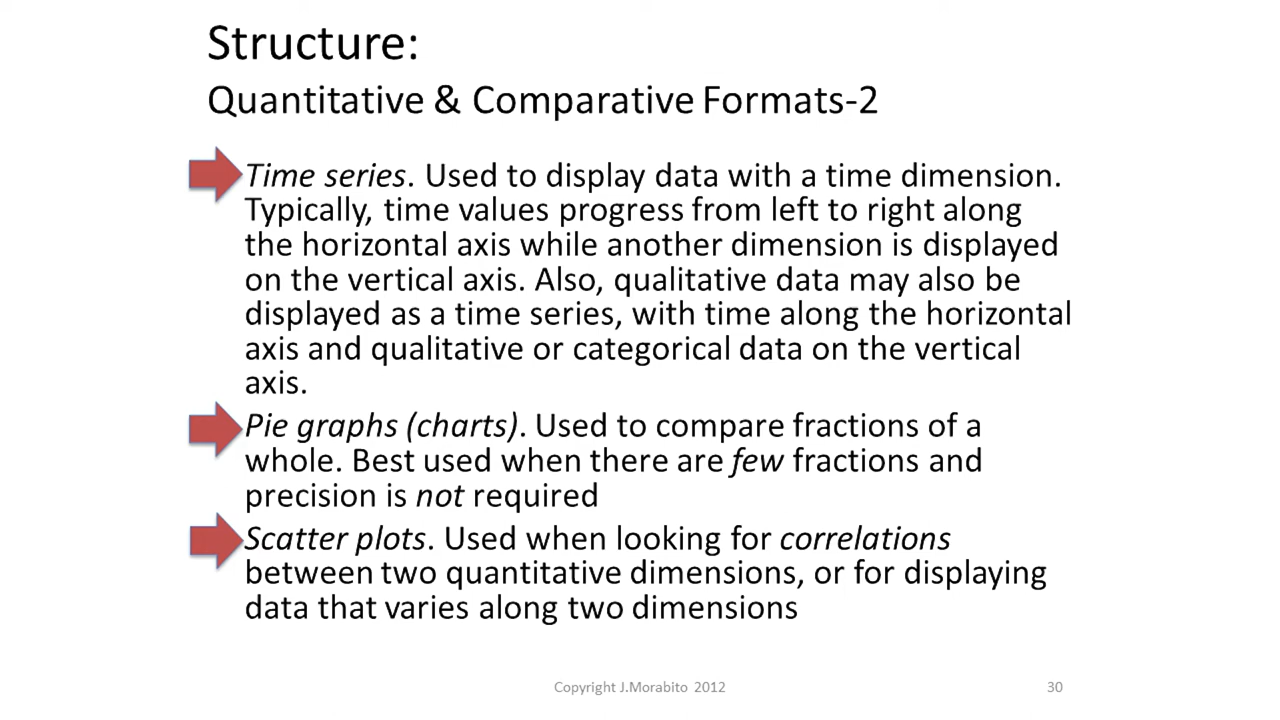 Structure:
Quantitative & Comparative Formats-2
Time series. Used to display data with a time dimension.
Typically, time values progress from left to right along
the horizontal axis while another dimension is displayed
on the vertical axis. Also, qualitative data may also be
displayed as a time series, with time along the horizontal
axis and qualitative or categorical data on the vertical
axis.
Pie graphs (charts). Used to compare fractions of a
whole. Best used when there are few fractions and
precision is not required
Scatter plots. Used when looking for correlations
between two quantitative dimensions, or for displaying
data that varies along two dimensions
Copyright J.Morabito 2012
30